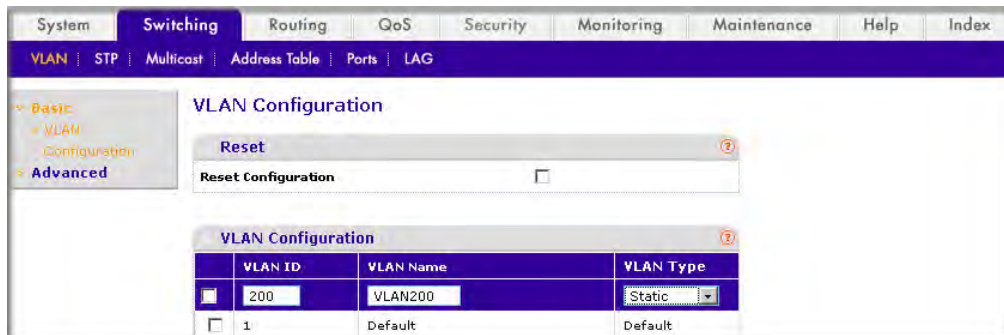 System Switching Routing QoS Security Monitoring Maintenance Help Index
VLAN STP Multicast Address Table Ports LAG
Basic
VLAN
Configuration
Advanced
VLAN Configuration
Reset
Reset Configuration
VLAN Configuration
VLAN ID VLAN Name VLAN Type
200 VLAN200 Static
1 Default Default